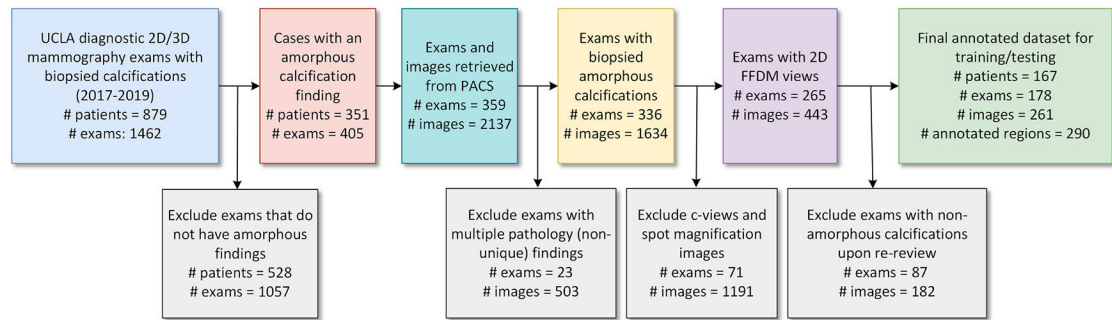 UCLA diagnostic 2D/3D
mammography exams with
biopsied calcifications
(2017-2019)
# patients = 879
# exams: 1462
Cases with an
amorphous
calcification
finding
# patients = 351
# exams = 405
Exams and
images retrieved
from PACS
# exams = 359
# images = 2137
Exams with
biopsied
amorphous
calcifications
# exams = 336
# images = 1634
Exams with 2D
FFDM views
# exams = 265
# images = 443
Final annotated dataset for
training/testing
# patients = 167
# exams = 178
# images = 261
# annotated regions = 290
Exclude exams that do
not have amorphous
findings
# patients = 528
# exams = 1057
Exclude exams with
multiple pathology (non-
unique) findings
# exams = 23
# images = 503
Exclude c-views and
spot magnification
images
# exams = 71
# images = 1191
Exclude exams with non-
amorphous calcifications
upon re-review
# exams = 87
# images = 182